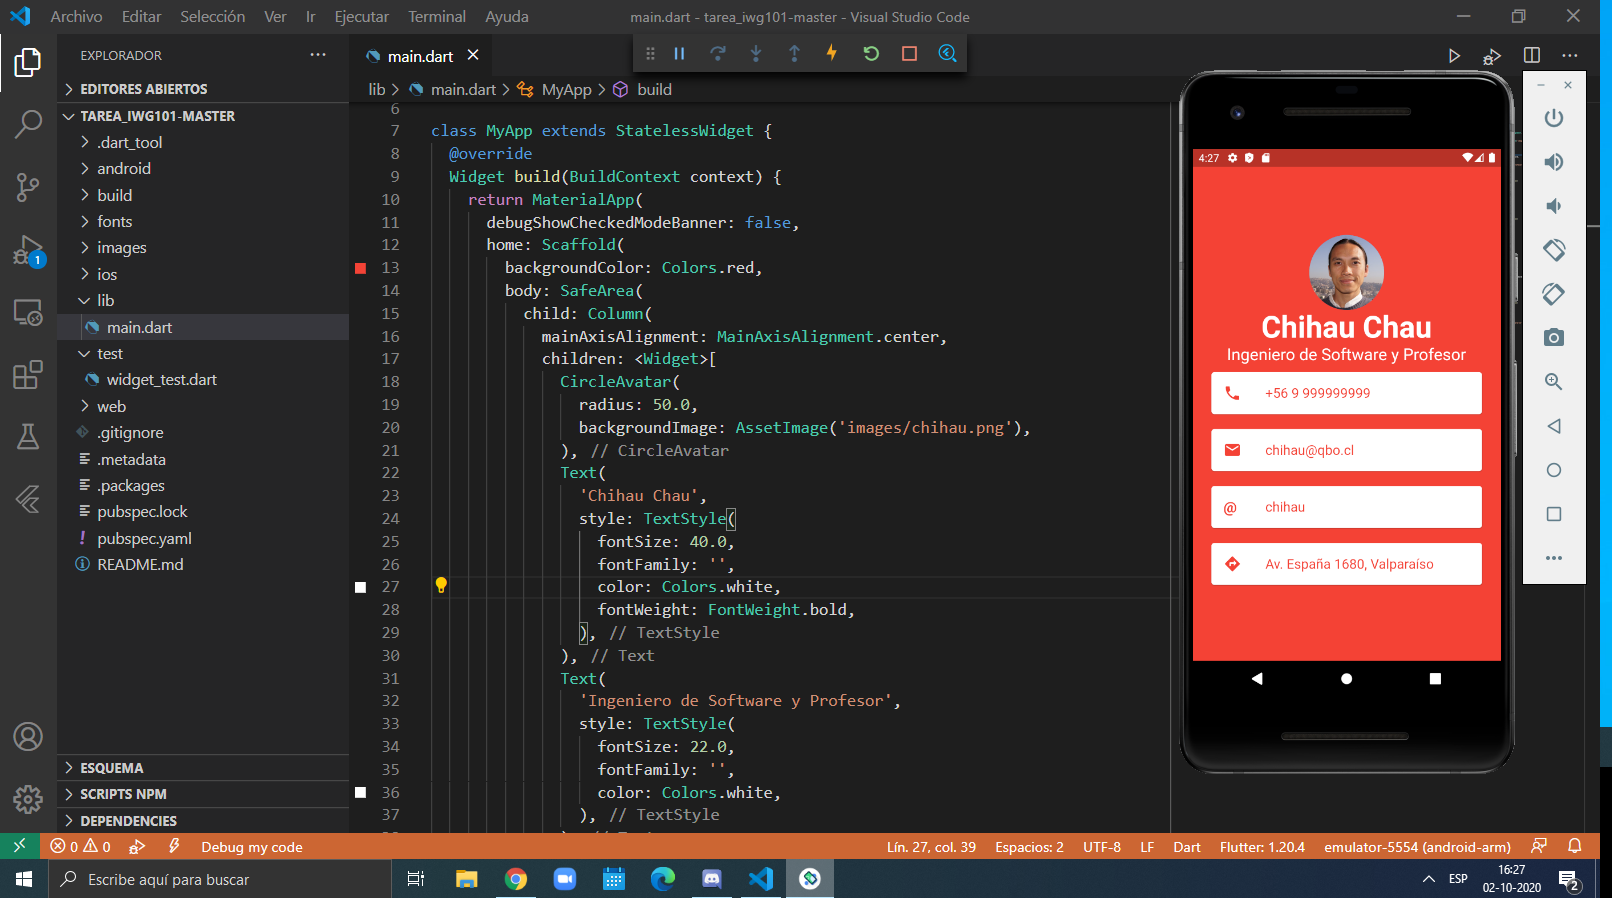 Archivo Editar Selección Ver Ir Ejecutar Terminal Ayuda
main.dart - tarea_iwg101-master - Visual Studio Code
EXPLORADOR
EDITORES ABIERTOS
TAREA_IWG101-MASTER
.dart_tool
android
build
fonts
images
ios
lib
main.dart
test
widget_test.dart
web
.gitignore
.metadata
.packages
pubspec.lock
pubspec.yaml
README.md
ESQUEMA
SCRIPTS NPM
DEPENDENCIES
1
main.dart
lib > main.dart > MyApp > build
6
7 class MyApp extends StatelessWidget {
8 @override
9 Widget build(BuildContext context) {
10 return MaterialApp(
11 debugShowCheckedModeBanner: false,
12 home: Scaffold(
13 backgroundColor: Colors.red,
14 body: SafeArea(
15 child: Column(
16 mainAxisAlignment: MainAxisAlignment.center,
17 children: <Widget>[
18 CircleAvatar(
19 radius: 50.0,
20 backgroundImage: AssetImage('images/chihau.png'),
21 ), // CircleAvatar
22 Text(
23 'Chihau Chau',
24 style: TextStyle(
25 fontSize: 40.0,
26 fontFamily: '',
27 color: Colors.white,
28 fontWeight: FontWeight.bold,
29 ), // TextStyle
30 ), // Text
31 Text(
32 'Ingeniero de Software y Profesor',
33 style: TextStyle(
34 fontSize: 22.0,
35 fontFamily: '',
36 color: Colors.white,
37 ), // TextStyle
4:27
Chihau Chau
Ingeniero de Software y Profesor
+56 9 999999999
chihau@qbo.cl
@ chihau
Av. España 1680, Valparaíso
0 0 Debug my code
Lín. 27, col. 39 Espacios: 2 UTF-8 LF Dart Flutter: 1.20.4 emulator-5554 (android-arm)
Escribe aquí para buscar
ESP
16:27
02-10-2020
2